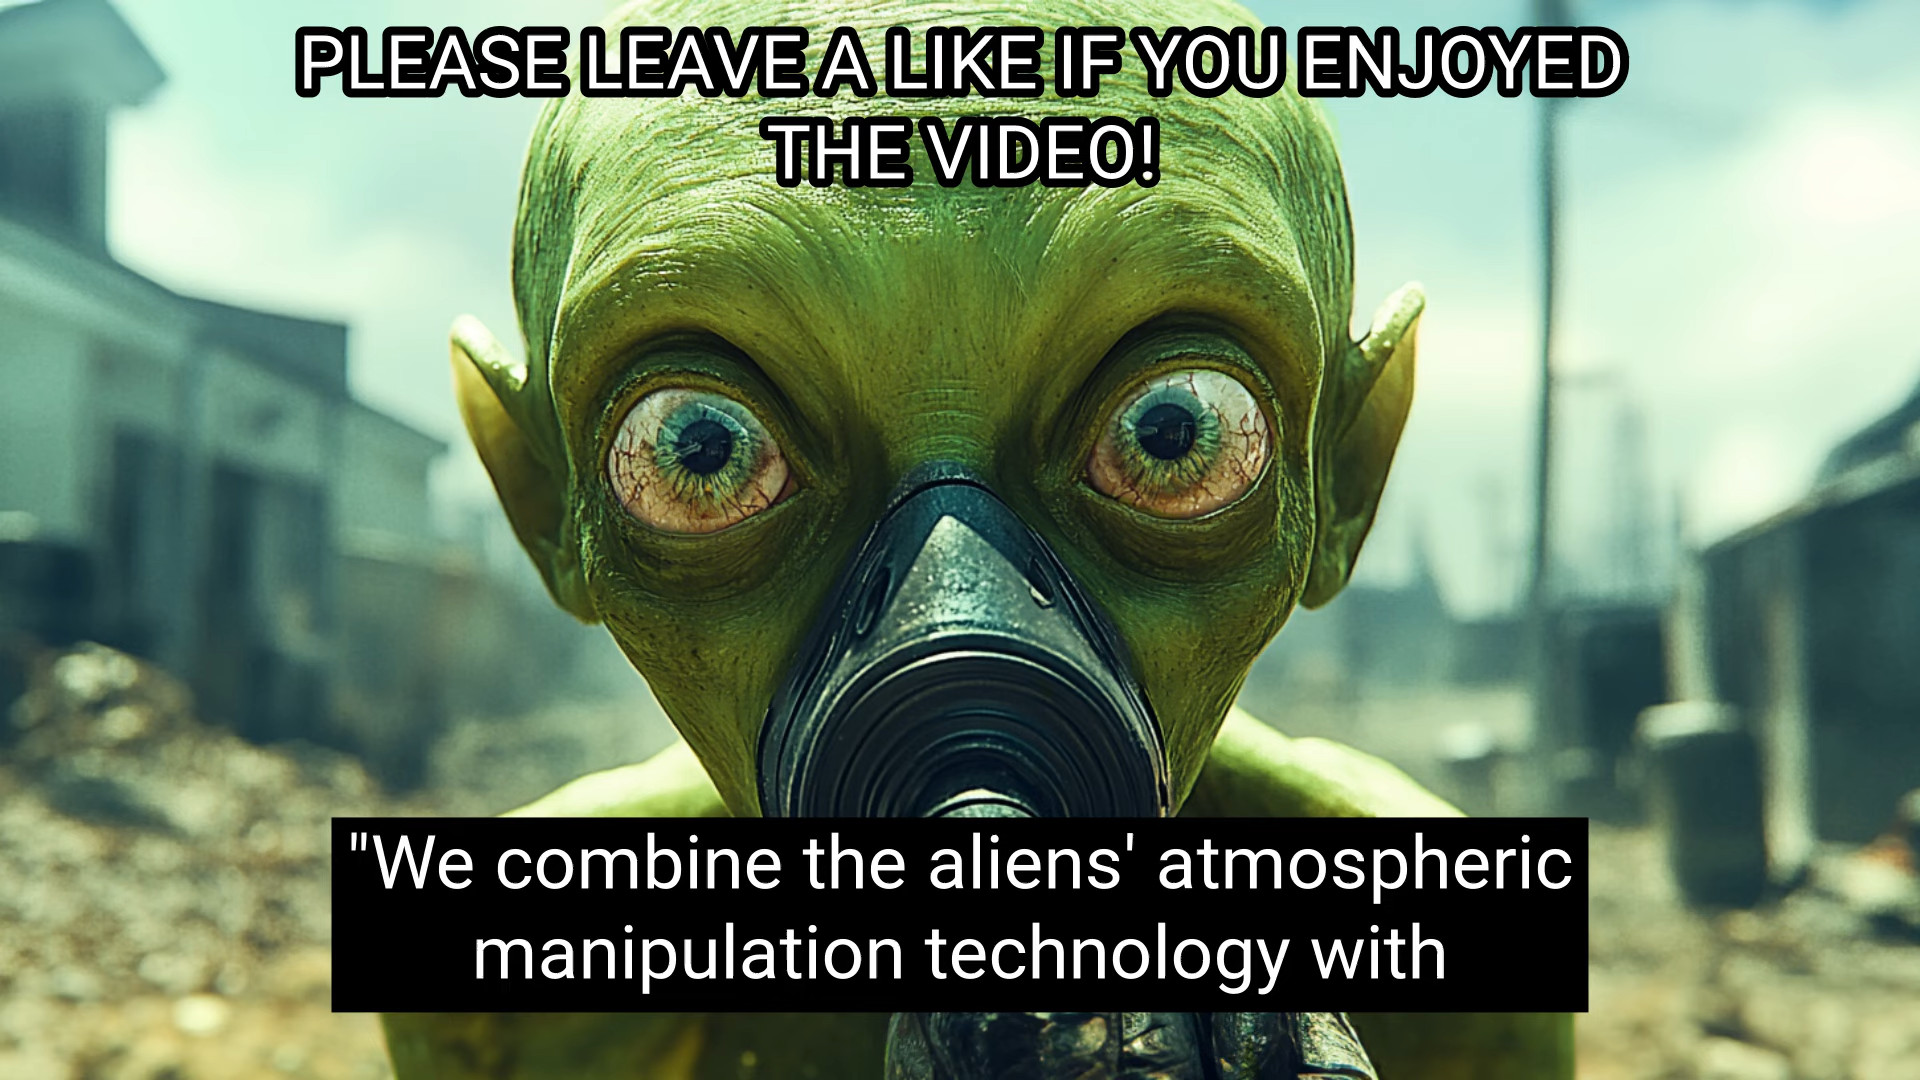 PLEASE LEAVE A LIKE IF YOU ENJOYED
THE VIDEO!
"We combine the aliens' atmospheric
manipulation technology with